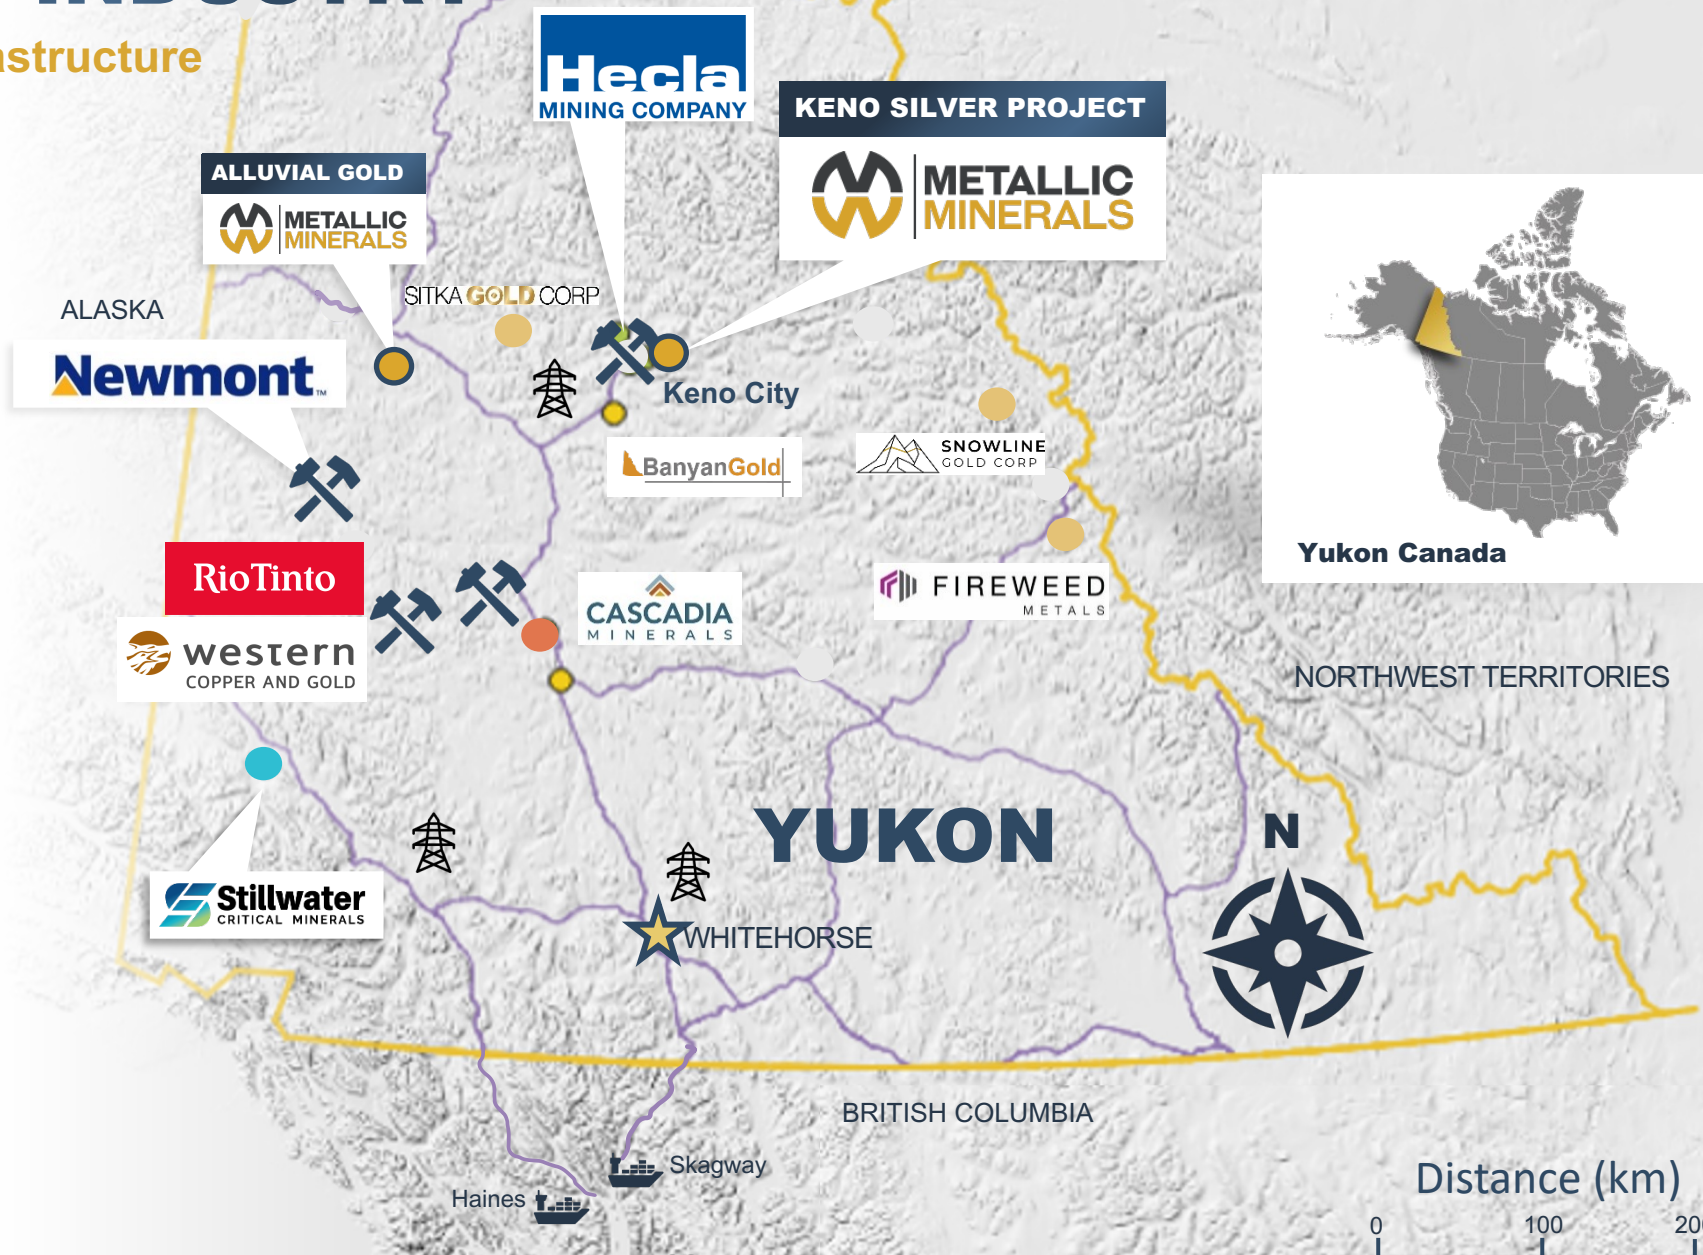 INDUSTRY
Hecla
MINING COMPANY
KENO SILVER PROJECT
METALLIC
MINERALS
ALLUVIAL GOLD
METALLIC
MINERALS
SITKA GOLD CORP
ALASKA
Newmont™
Keno City
BanyanGold
SNOWLINE
GOLD CORP
Yukon Canada
RioTinto
western
COPPER AND GOLD
CASCADIA
MINERALS
FIREWEED
METALS
NORTHWEST TERRITORIES
YUKON
N
Stillwater
CRITICAL MINERALS
WHITEHORSE
BRITISH COLUMBIA
Skagway
Haines
Distance (km)
0 100